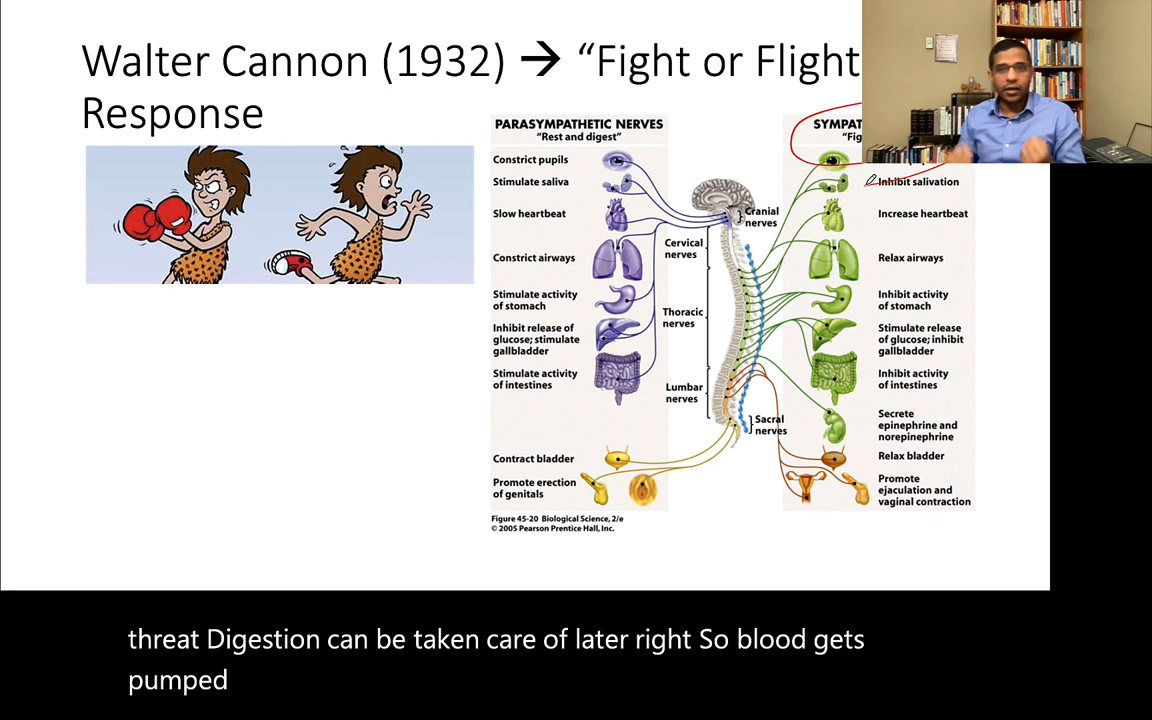 Walter Cannon (1932) → “Fight or Flight
Response
PARASYMPATHETIC NERVES
“Rest and digest”
Constrict pupils
Stimulate saliva
Slow heartbeat
Constrict airways
Stimulate activity
of stomach
Inhibit release of
glucose; stimulate
gallbladder
Stimulate activity
of intestines
Contract bladder
Promote erection
of genitals
Cranial
nerves
Cervical
nerves
Thoracic
nerves
Lumbar
nerves
Sacral
nerves
SYMPAT
“Fig
Inhibit salivation
Increase heartbeat
Relax airways
Inhibit activity
of stomach
Stimulate release
of glucose; inhibit
gallbladder
Inhibit activity
of intestines
Secrete
epinephrine and
norepinephrine
Relax bladder
Promote
ejaculation and
vaginal contraction
Figure 45-20 Biological Science, 2/e
© 2005 Pearson Prentice Hall, Inc.
threat Digestion can be taken care of later right So blood gets
pumped